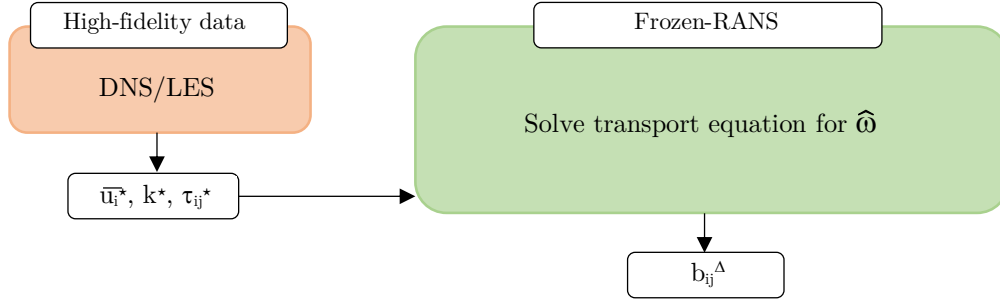 High-fidelity data
DNS/LES
u̅ᵢ*, k*, τᵢⱼ*
Frozen-RANS
Solve transport equation for ω̂
bᵢⱼ^Δ